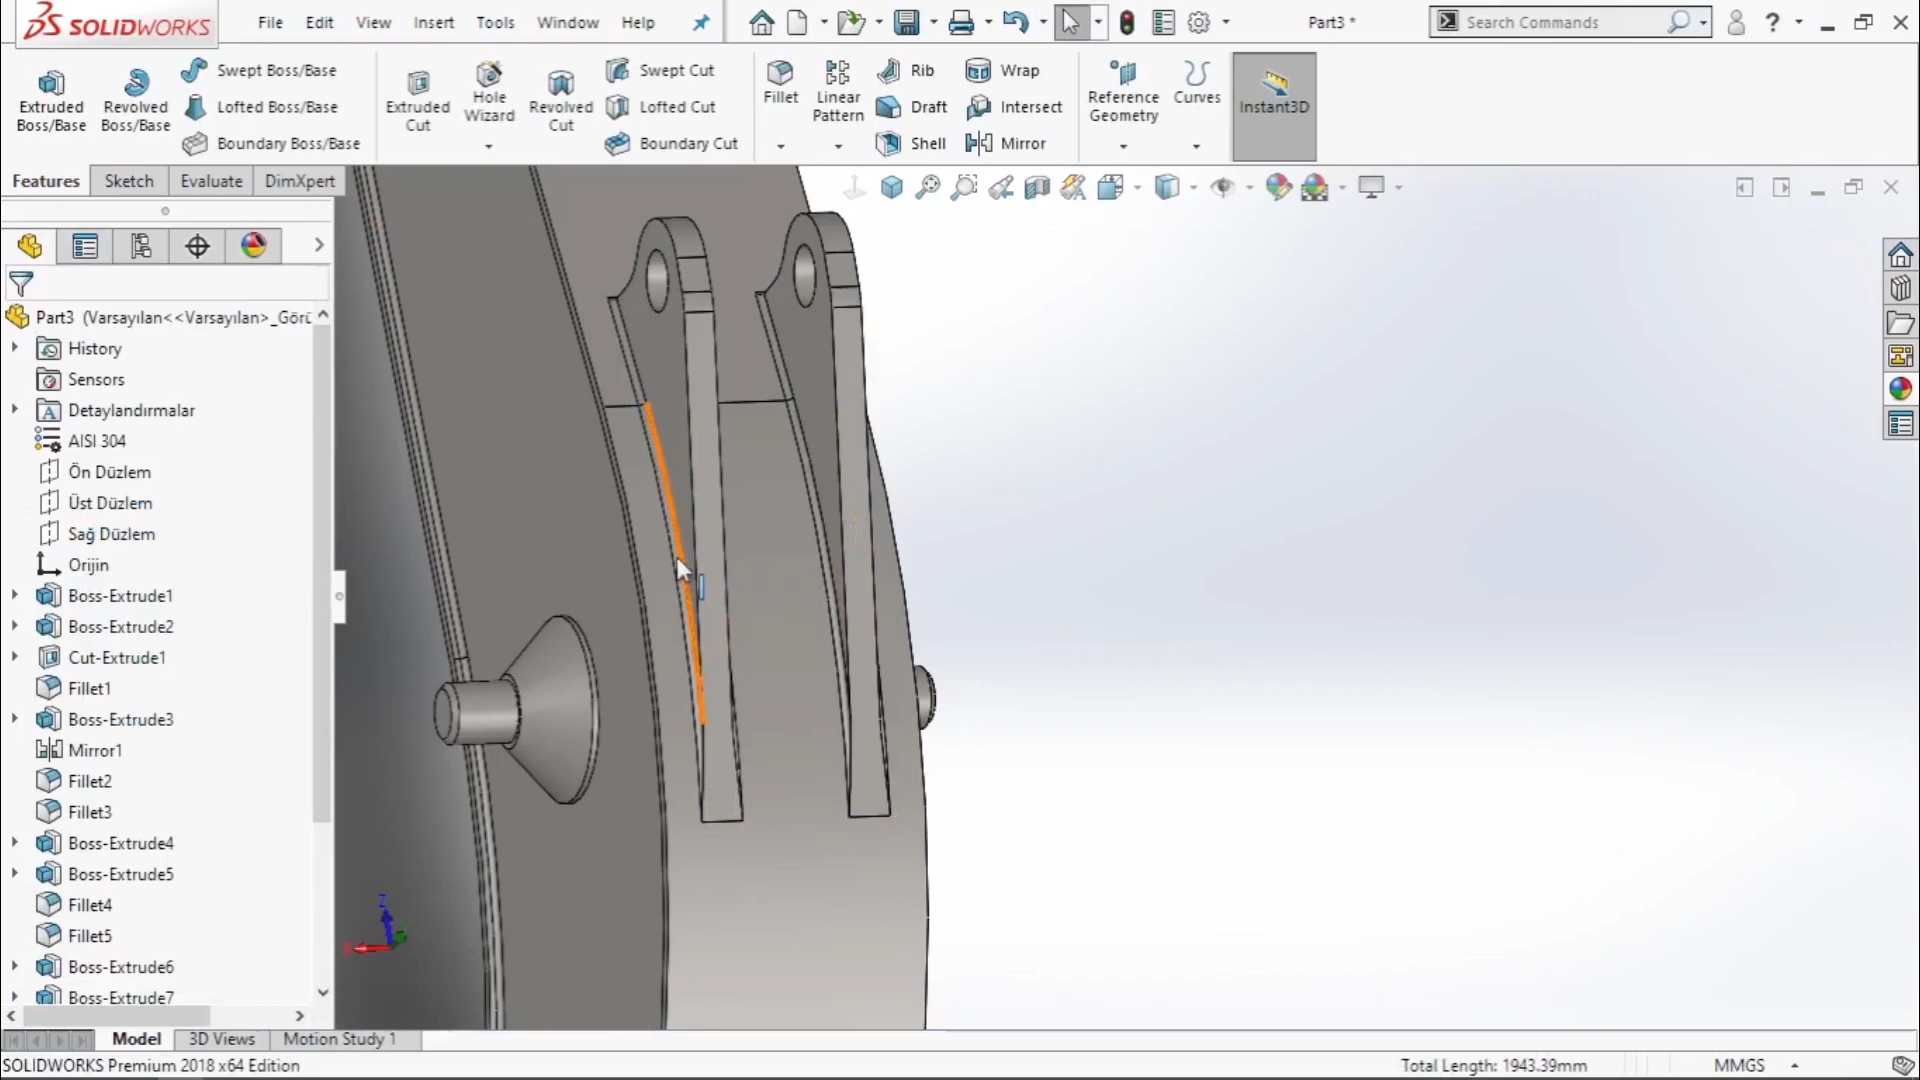 SOLIDWORKS
File Edit View Insert Tools Window Help
Part3 *
Search Commands
Extruded Boss/Base
Revolved Boss/Base
Swept Boss/Base
Lofted Boss/Base
Boundary Boss/Base
Extruded Cut
Hole Wizard
Revolved Cut
Swept Cut
Lofted Cut
Boundary Cut
Fillet
Linear Pattern
Rib
Draft
Shell
Wrap
Intersect
Mirror
Reference Geometry
Curves
Instant3D
Features Sketch Evaluate DimXpert
Part3 (Varsayılan<<Varsayılan>_Görü
History
Sensors
Detaylandırmalar
AISI 304
Ön Düzlem
Üst Düzlem
Sağ Düzlem
Orijin
Boss-Extrude1
Boss-Extrude2
Cut-Extrude1
Fillet1
Boss-Extrude3
Mirror1
Fillet2
Fillet3
Boss-Extrude4
Boss-Extrude5
Fillet4
Fillet5
Boss-Extrude6
Boss-Extrude7
Z
X
Model 3D Views Motion Study 1
SOLIDWORKS Premium 2018 x64 Edition
Total Length: 1943.39mm
MMGS